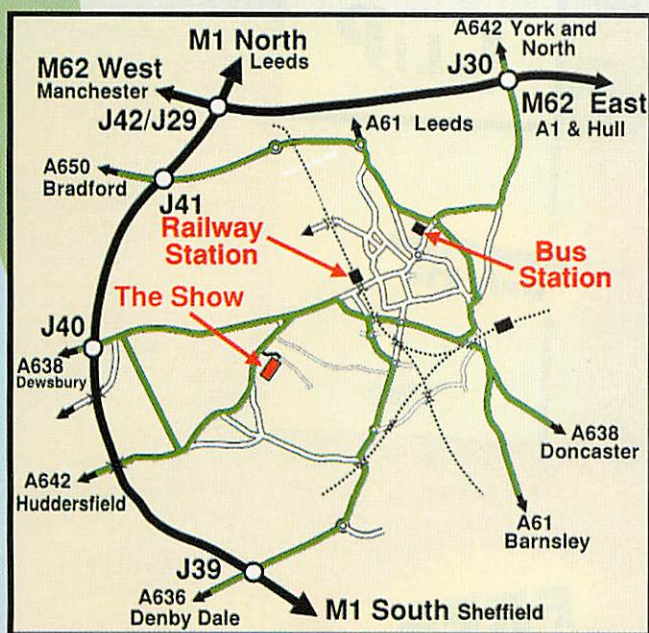 A642 York and
North
M1 North
Leeds
J30
M62 West
Manchester
M62 East
A1 & Hull
J42/J29
A61 Leeds
A650
Bradford
J41
Railway
Station
Bus
Station
The Show
J40
A638
Dewsbury
A638
Doncaster
A642
Huddersfield
A61
Barnsley
J39
A636
Denby Dale
M1 South Sheffield